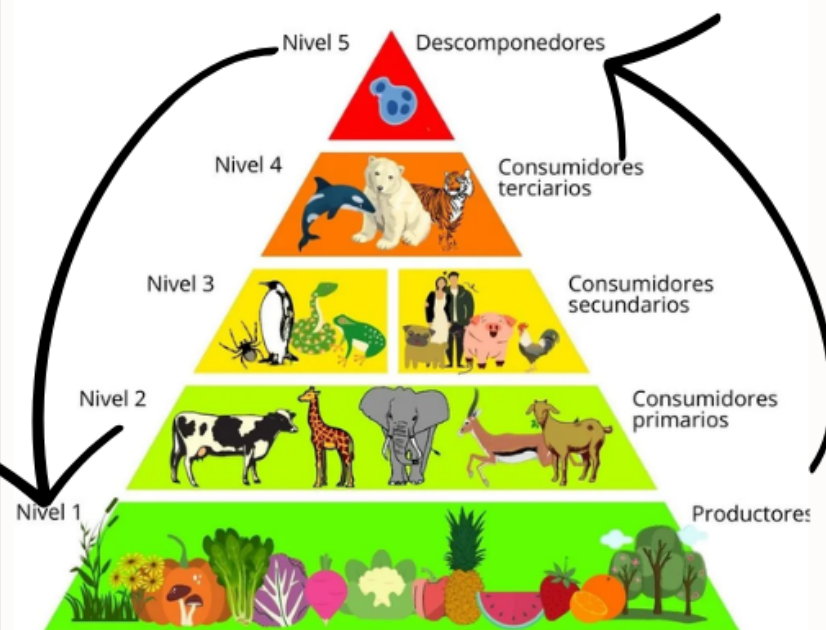 Nivel 5
Descomponedores
Nivel 4
Consumidores
terciarios
Nivel 3
Consumidores
secundarios
Nivel 2
Consumidores
primarios
Nivel 1
Productores